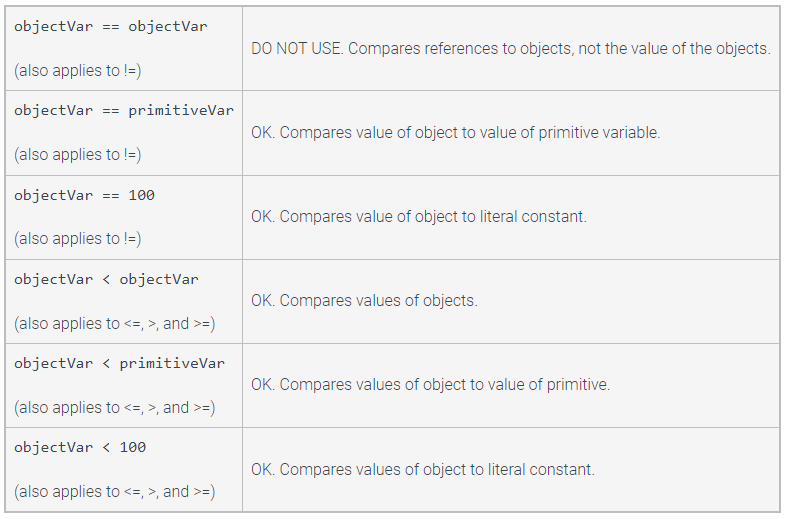 objectVar == objectVar
(also applies to !=)
DO NOT USE. Compares references to objects, not the value of the objects.
objectVar == primitiveVar
(also applies to !=)
OK. Compares value of object to value of primitive variable.
objectVar == 100
(also applies to !=)
OK. Compares value of object to literal constant.
objectVar < objectVar
(also applies to <=, >, and >=)
OK. Compares values of objects.
objectVar < primitiveVar
(also applies to <=, >, and >=)
OK. Compares values of object to value of primitive.
objectVar < 100
(also applies to <=, >, and >=)
OK. Compares values of object to literal constant.